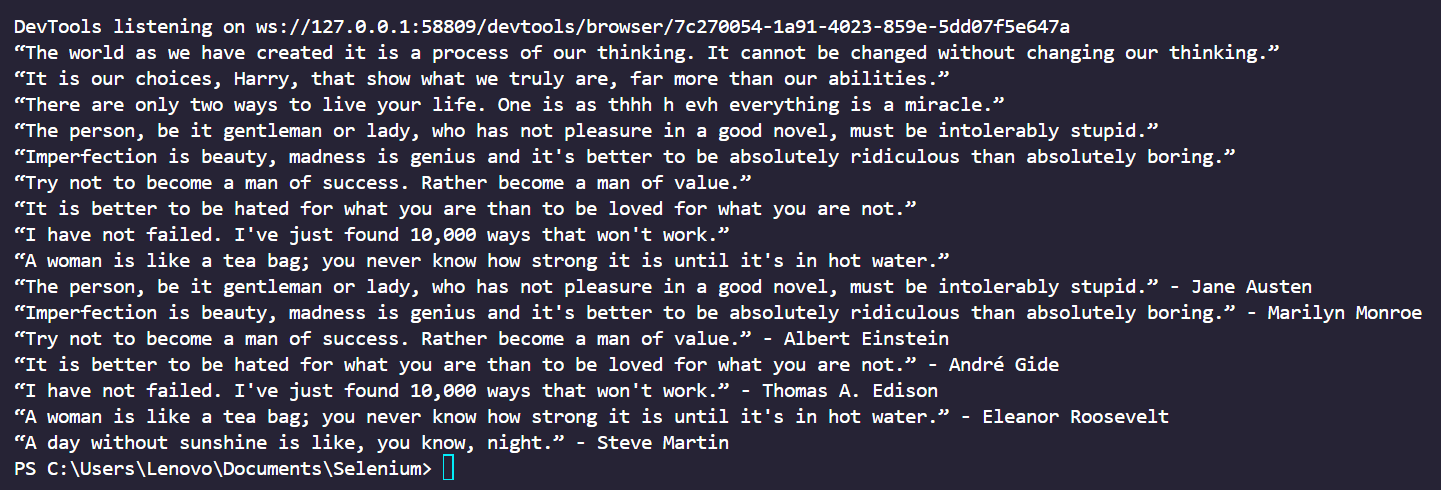 DevTools listening on ws://127.0.0.1:58809/devtools/browser/7c270054-1a91-4023-859e-5dd07f5e647a
“The world as we have created it is a process of our thinking. It cannot be changed without changing our thinking.”
“It is our choices, Harry, that show what we truly are, far more than our abilities.”
“There are only two ways to live your life. One is as thhh h evh everything is a miracle.”
“The person, be it gentleman or lady, who has not pleasure in a good novel, must be intolerably stupid.”
“Imperfection is beauty, madness is genius and it's better to be absolutely ridiculous than absolutely boring.”
“Try not to become a man of success. Rather become a man of value.”
“It is better to be hated for what you are than to be loved for what you are not.”
“I have not failed. I've just found 10,000 ways that won't work.”
“A woman is like a tea bag; you never know how strong it is until it's in hot water.”
“The person, be it gentleman or lady, who has not pleasure in a good novel, must be intolerably stupid.” - Jane Austen
“Imperfection is beauty, madness is genius and it's better to be absolutely ridiculous than absolutely boring.” - Marilyn Monroe
“Try not to become a man of success. Rather become a man of value.” - Albert Einstein
“It is better to be hated for what you are than to be loved for what you are not.” - André Gide
“I have not failed. I've just found 10,000 ways that won't work.” - Thomas A. Edison
“A woman is like a tea bag; you never know how strong it is until it's in hot water.” - Eleanor Roosevelt
“A day without sunshine is like, you know, night.” - Steve Martin
PS C:\Users\Lenovo\Documents\Selenium>